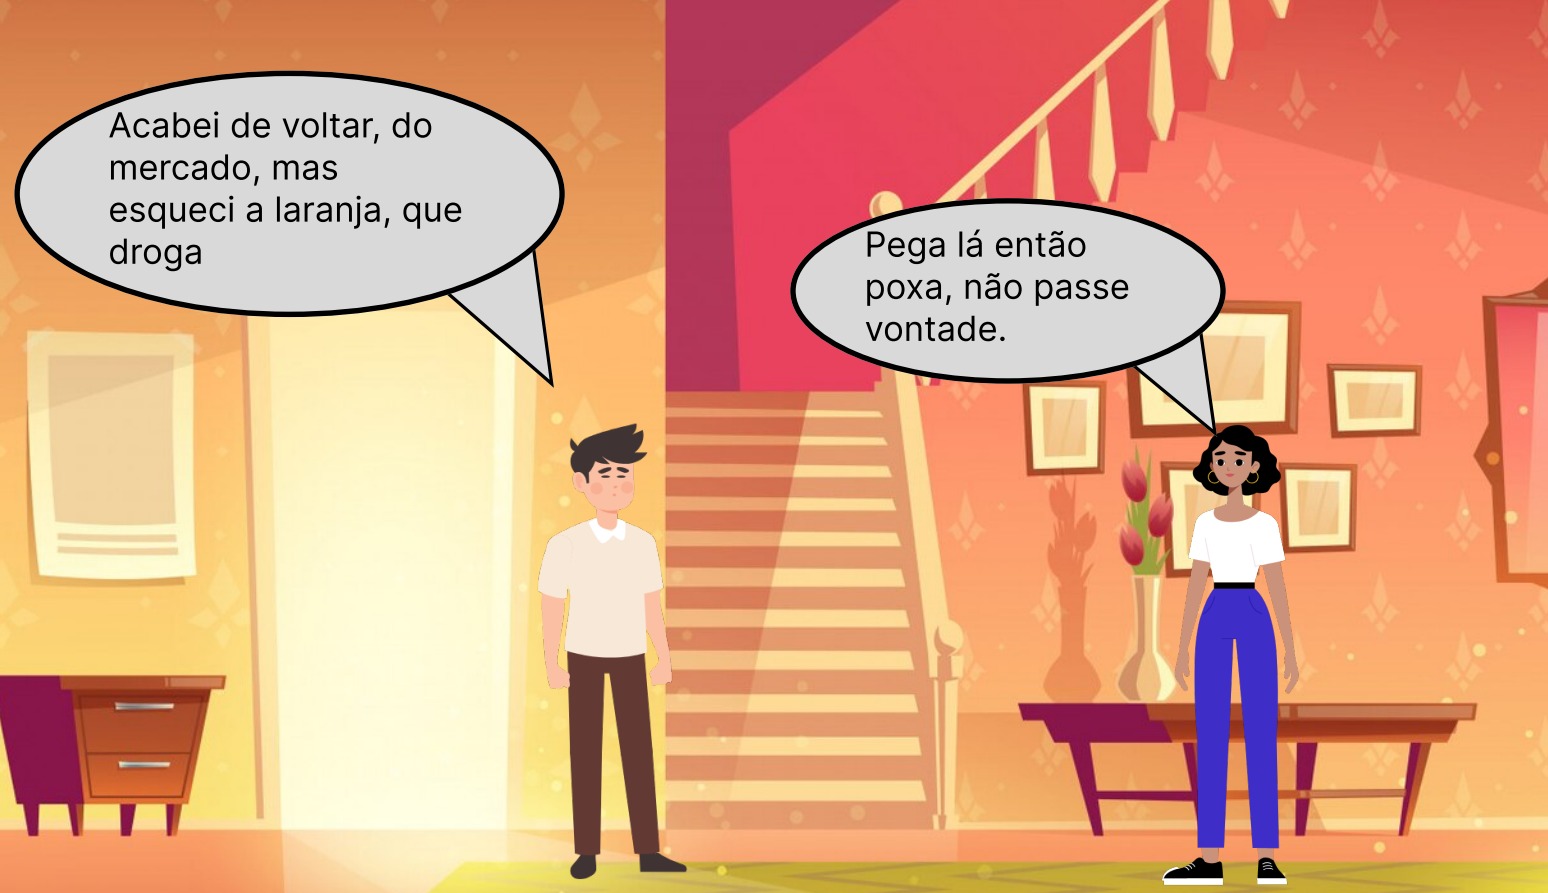 Acabei de voltar, do
mercado, mas
esqueci a laranja, que
droga
Pega lá então
poxa, não passe
vontade.